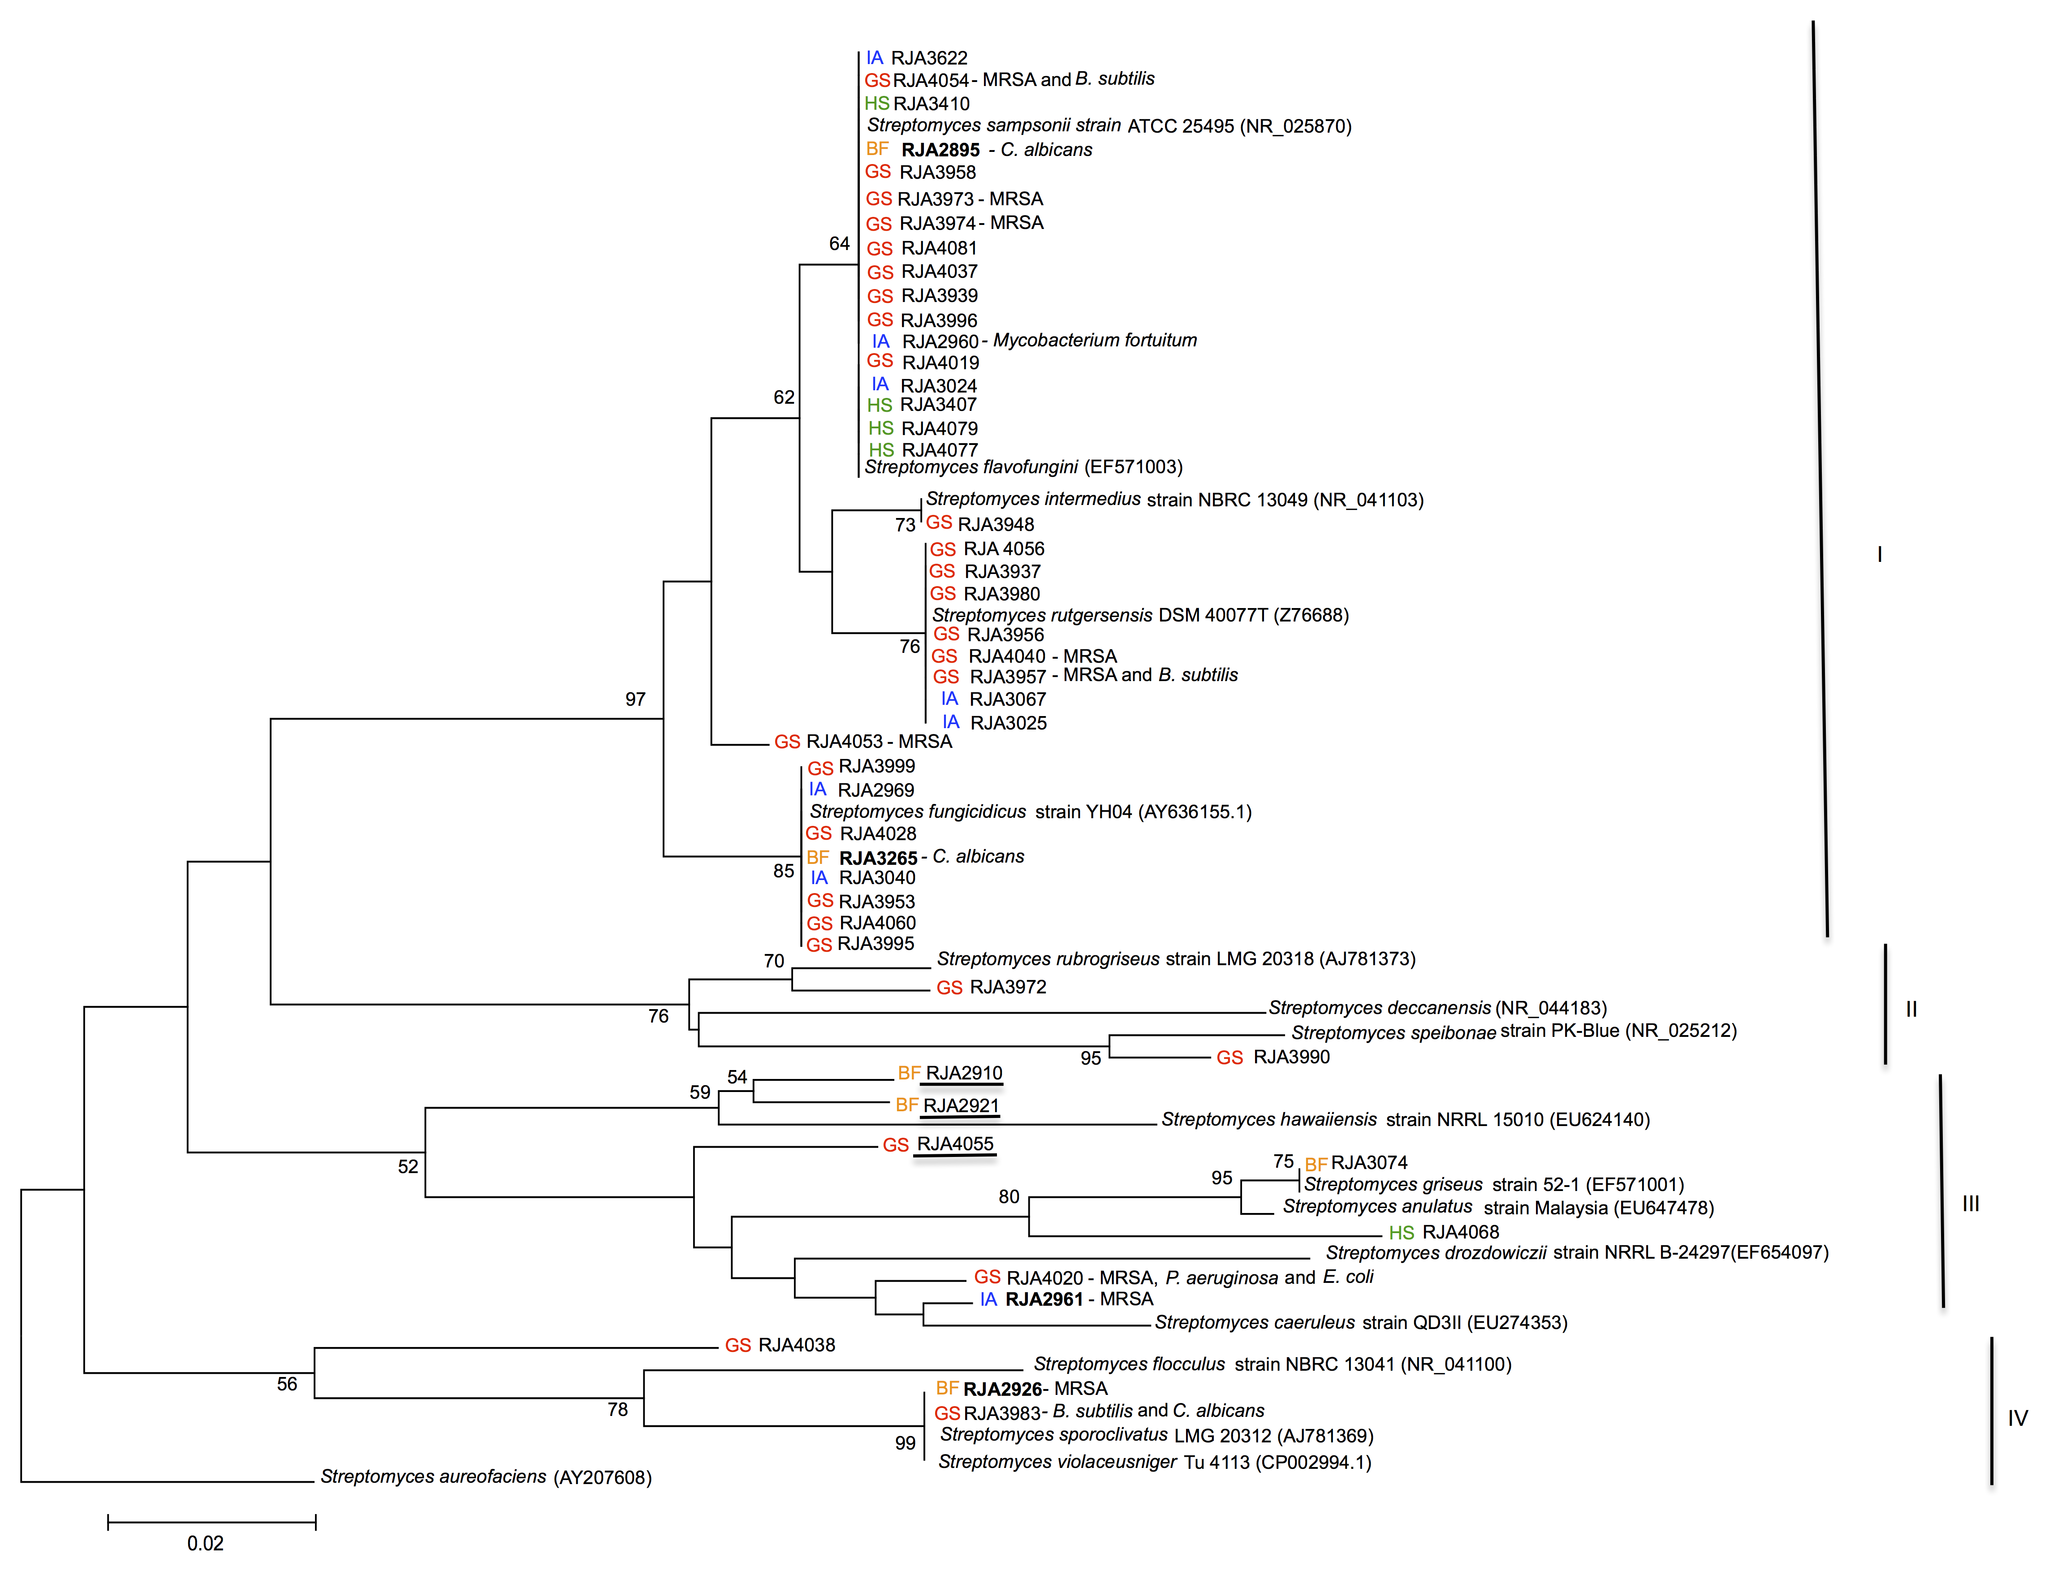 IA RJA3622
GS RJA4054 - MRSA and B. subtilis
HS RJA3410
Streptomyces sampsonii strain ATCC 25495 (NR_025870)
BF RJA2895 - C. albicans
GS RJA3958
GS RJA3973 - MRSA
GS RJA3974 - MRSA
64
GS RJA4081
GS RJA4037
GS RJA3939
GS RJA3996
IA RJA2960 - Mycobacterium fortuitum
GS RJA4019
IA RJA3024
62
HS RJA3407
HS RJA4079
HS RJA4077
Streptomyces flavofungini (EF571003)
Streptomyces intermedius strain NBRC 13049 (NR_041103)
73 GS RJA3948
GS RJA 4056
I
GS RJA3937
GS RJA3980
Streptomyces rutgersensis DSM 40077T (Z76688)
GS RJA3956
76
GS RJA4040 - MRSA
GS RJA3957 - MRSA and B. subtilis
97
IA RJA3067
IA RJA3025
GS RJA4053 - MRSA
GS RJA3999
IA RJA2969
Streptomyces fungicidicus strain YH04 (AY636155.1)
GS RJA4028
BF RJA3265 - C. albicans
85
IA RJA3040
GS RJA3953
GS RJA4060
GS RJA3995
70
Streptomyces rubrogriseus strain LMG 20318 (AJ781373)
GS RJA3972
76
Streptomyces deccanensis (NR_044183)
II
Streptomyces speibonae strain PK-Blue (NR_025212)
95 GS RJA3990
54 BF RJA2910
59
BF RJA2921
Streptomyces hawaiiensis strain NRRL 15010 (EU624140)
GS RJA4055
52
75 BF RJA3074
95
Streptomyces griseus strain 52-1 (EF571001)
80
Streptomyces anulatus strain Malaysia (EU647478)
III
HS RJA4068
Streptomyces drozdowiczii strain NRRL B-24297(EF654097)
GS RJA4020 - MRSA, P. aeruginosa and E. coli
IA RJA2961 - MRSA
Streptomyces caeruleus strain QD3II (EU274353)
GS RJA4038
Streptomyces flocculus strain NBRC 13041 (NR_041100)
56
BF RJA2926- MRSA
78
GS RJA3983- B. subtilis and C. albicans
IV
Streptomyces sporoclivatus LMG 20312 (AJ781369)
99
Streptomyces violaceusniger Tu 4113 (CP002994.1)
Streptomyces aureofaciens (AY207608)
0.02